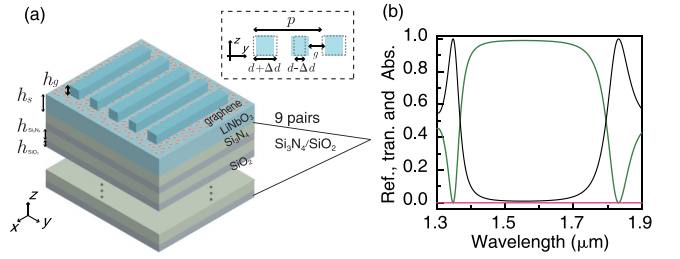 (a)
p
z
y
g
d+Δd
d-Δd
h_g
h_s
h_Si₃N₄
h_SiO₂
graphene
LiNbO₃
Si₃N₄
SiO₂
9 pairs
Si₃N₄/SiO₂
z
x
y
(b)
Ref., tran. and Abs.
1.0
0.8
0.6
0.4
0.2
0.0
1.3 1.5 1.7 1.9
Wavelength (μm)